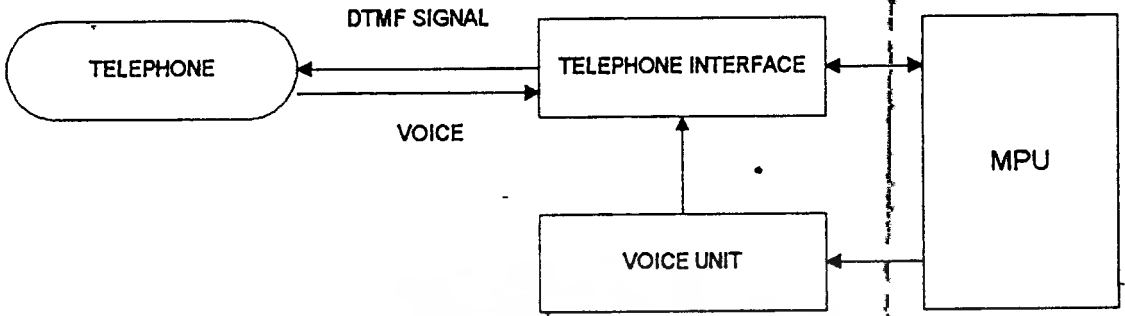 DTMF SIGNAL
TELEPHONE
TELEPHONE INTERFACE
VOICE
MPU
VOICE UNIT